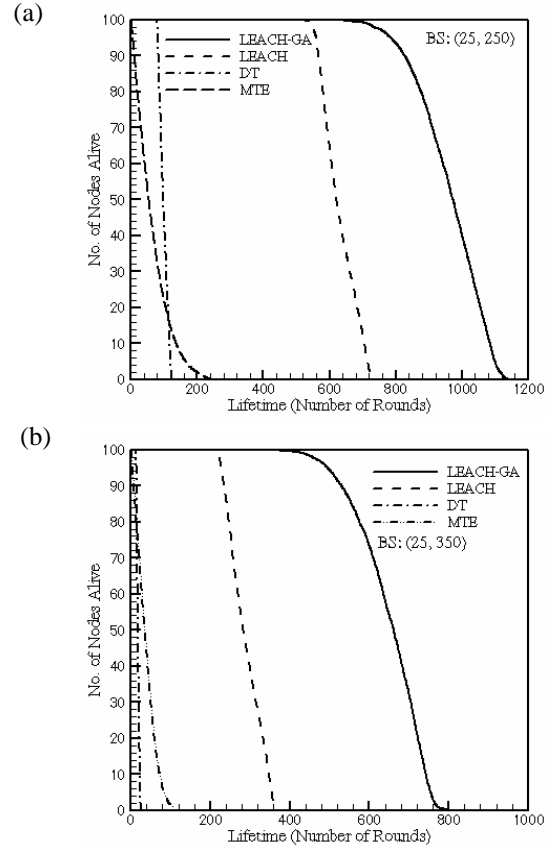 (a)
100
90
80
70
60
50
40
30
20
10
0
No. of Nodes Alive
LEACH-GA
LEACH
DT
MTE
BS: (25, 250)
0 200 400 600 800 1000 1200
Lifetime (Number of Rounds)
(b)
100
90
80
70
60
50
40
30
20
10
0
No. of Nodes Alive
LEACH-GA
LEACH
DT
MTE
BS: (25, 350)
0 200 400 600 800 1000
Lifetime (Number of Rounds)